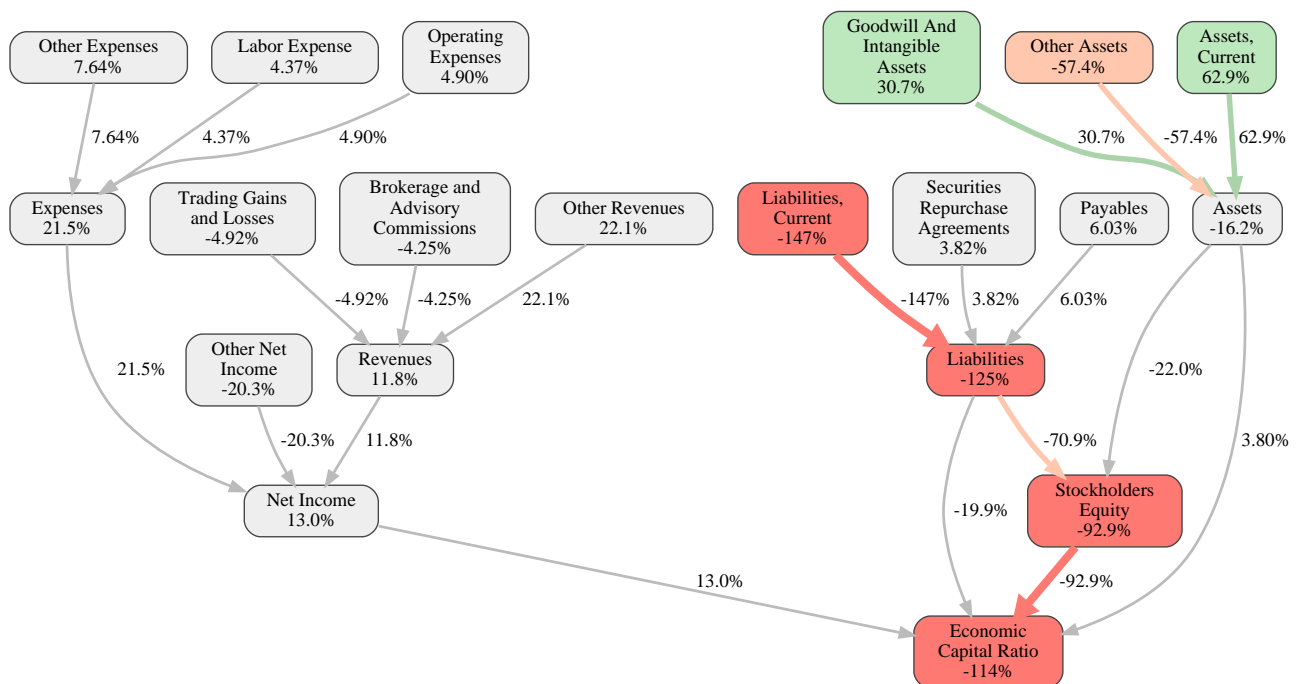 Other Expenses
7.64%
Labor Expense
4.37%
Operating
Expenses
4.90%
Goodwill And
Intangible
Assets
30.7%
Other Assets
-57.4%
Assets,
Current
62.9%
7.64%
4.37%
4.90%
30.7%
-57.4%
62.9%
Expenses
21.5%
Trading Gains
and Losses
-4.92%
Brokerage and
Advisory
Commissions
-4.25%
Other Revenues
22.1%
Liabilities,
Current
-147%
Securities
Repurchase
Agreements
3.82%
Payables
6.03%
Assets
-16.2%
-4.92%
-4.25%
22.1%
-147%
3.82%
6.03%
Other Net
Income
-20.3%
Revenues
11.8%
Liabilities
-125%
21.5%
-20.3%
11.8%
-70.9%
-22.0%
3.80%
Net Income
13.0%
Stockholders
Equity
-92.9%
-19.9%
13.0%
-92.9%
Economic
Capital Ratio
-114%